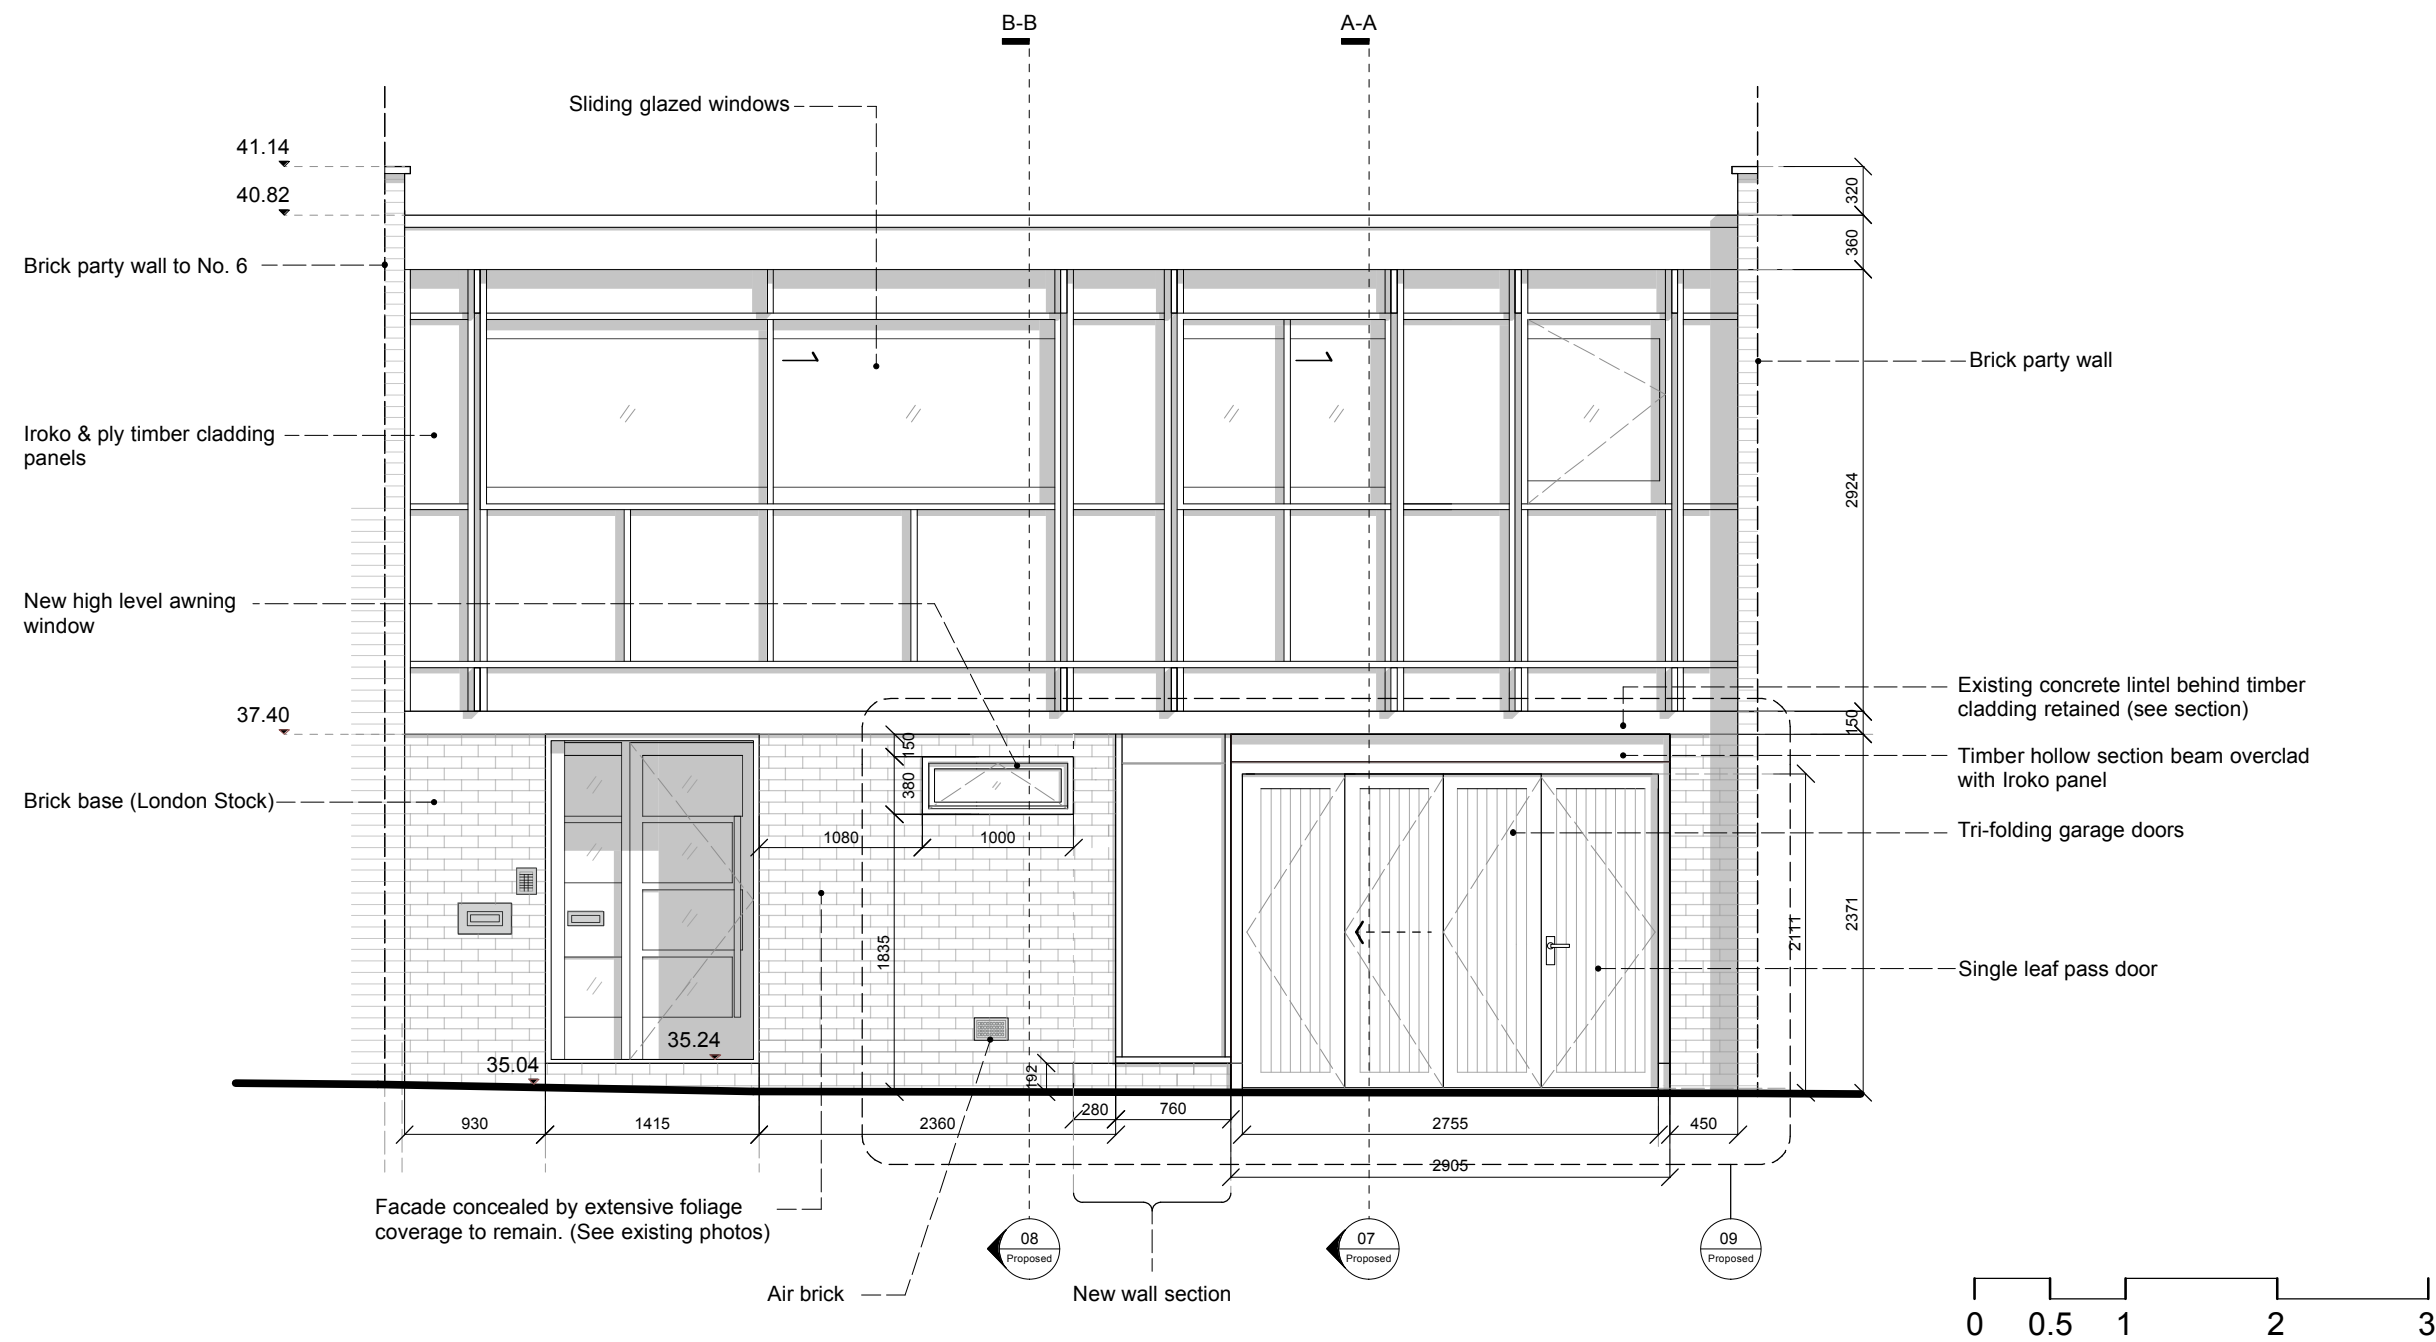 B-B
A-A
Sliding glazed windows
41.14
40.82
320
360
Brick party wall to No. 6
Brick party wall
Iroko & ply timber cladding
panels
2924
New high level awning
window
Existing concrete lintel behind timber
cladding retained (see section)
37.40
150
150
Timber hollow section beam overclad
with Iroko panel
380
Brick base (London Stock)
Tri-folding garage doors
1080
1000
1835
2111
2371
Single leaf pass door
35.24
35.04
192
930
1415
2360
280
760
2755
450
2905
Facade concealed by extensive foliage
coverage to remain. (See existing photos)
08
Proposed
07
Proposed
09
Proposed
Air brick
New wall section
0
0.5
1
2
3